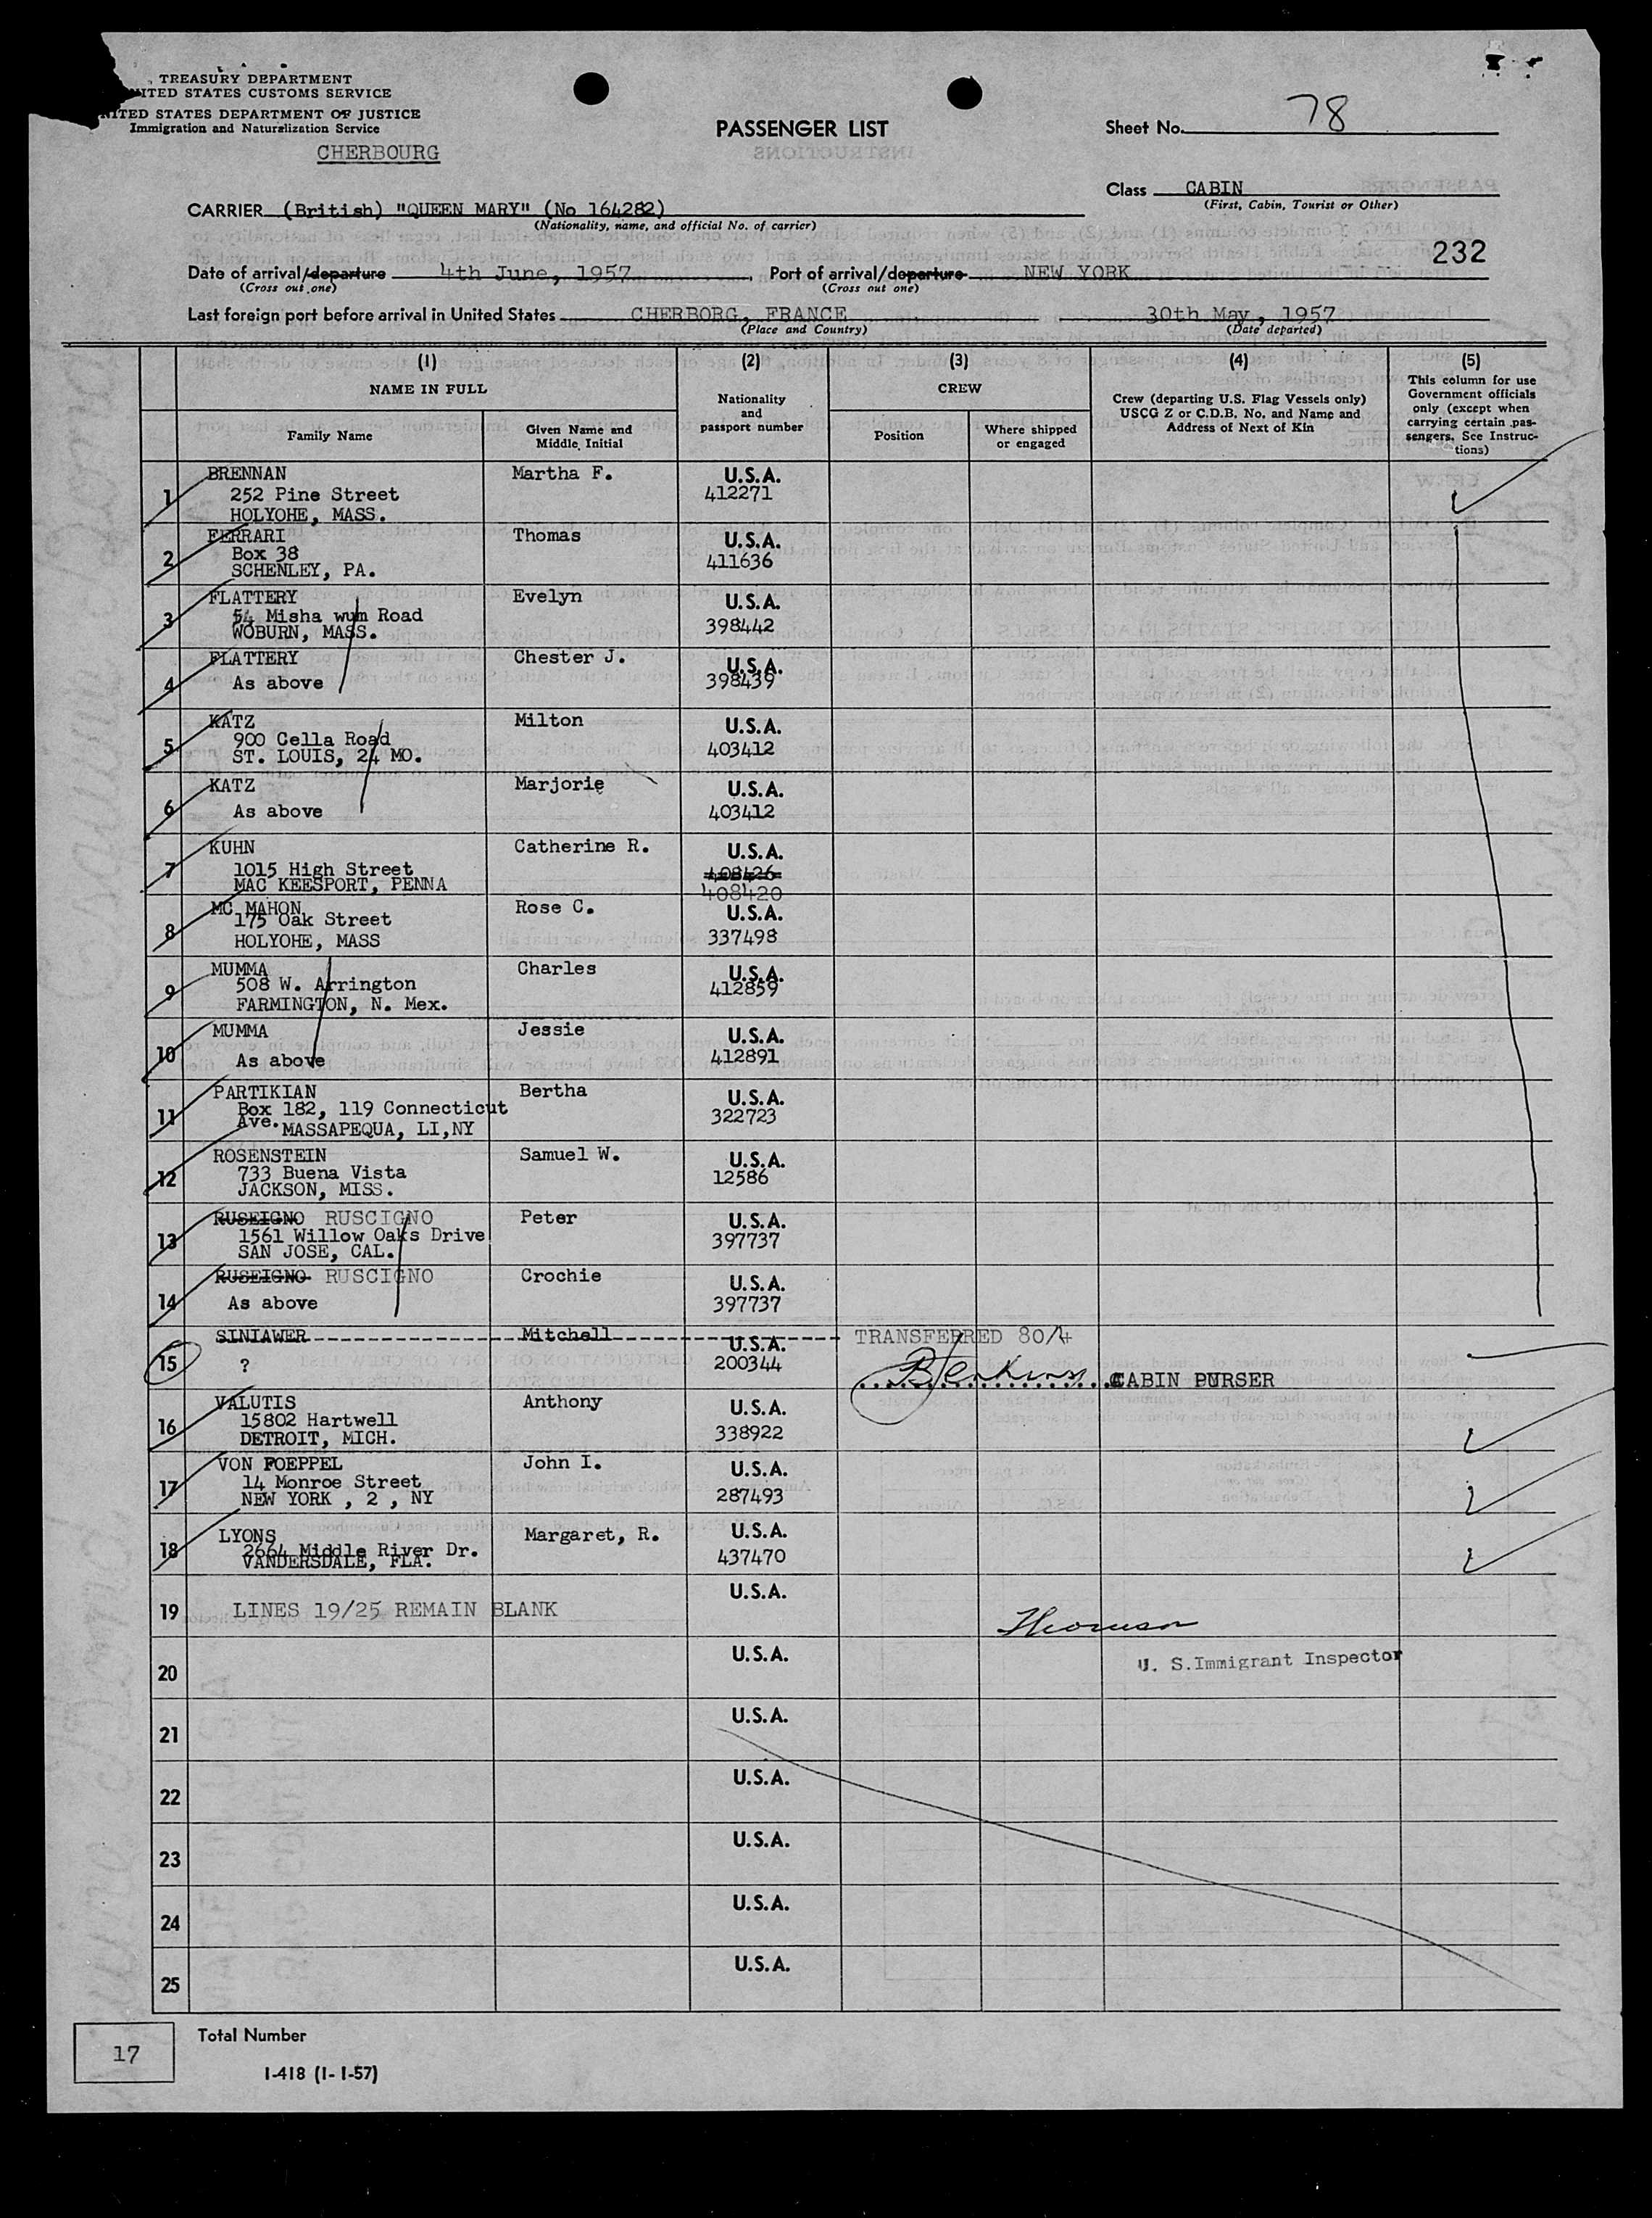 TREASURY DEPARTMENT
UNITED STATES CUSTOMS SERVICE
UNITED STATES DEPARTMENT OF JUSTICE
Immigration and Naturalization Service
CHERBOURG
PASSENGER LIST
Sheet No. 78
Class CABIN
(First, Cabin, Tourist or Other)
CARRIER (British) "QUEEN MARY" (No 164282)
(Nationality, name, and official No. of carrier)
232
Date of arrival/departure 4th June, 1957. Port of arrival/departure NEW YORK
(Cross out one) (Cross out one)
Last foreign port before arrival in United States CHERBORG, FRANCE 30th May, 1957
(Place and Country) (Date departed)
(1) (2) (3) (4) (5)
NAME IN FULL
Family Name
Given Name and
Middle Initial
Nationality
and
passport number
CREW
Position
Where shipped
or engaged
Crew (departing U.S. Flag Vessels only)
USCG Z or C.D.B. No. and Name and
Address of Next of Kin
This column for use
Government officials
only (except when
carrying certain pas-
sengers. See Instruc-
tions)
1 BRENNAN Martha F. U.S.A.
252 Pine Street 412271
HOLYOHE, MASS.
2 FERRARI Thomas U.S.A.
Box 38 411636
SCHENLEY, PA.
3 FLATTERY Evelyn U.S.A.
54 Misha wum Road 398442
WOBURN, MASS.
4 FLATTERY Chester J. U.S.A.
As above 398439
5 KATZ Milton U.S.A.
900 Cella Road 403412
ST. LOUIS, 24 MO.
6 KATZ Marjorie U.S.A.
As above 403412
7 KUHN Catherine R. U.S.A.
1015 High Street 408426
MAC KEESPORT, PENNA 408420
8 MC MAHON Rose C. U.S.A.
175 Oak Street 337498
HOLYOHE, MASS
9 MUMMA Charles U.S.A.
508 W. Arrington 412859
FARMINGTON, N. Mex.
10 MUMMA Jessie U.S.A.
As above 412891
11 PARTIKIAN Bertha U.S.A.
Box 182, 119 Connecticut 322723
Ave. MASSAPEQUA, LI,NY
12 ROSENSTEIN Samuel W. U.S.A.
733 Buena Vista 12586
JACKSON, MISS.
13 RUSEIGNO RUSCIGNO Peter U.S.A.
1561 Willow Oaks Drive 397737
SAN JOSE, CAL.
14 RUSEIGNO RUSCIGNO Crochie U.S.A.
As above 397737
15 SINIAWER Mitchell U.S.A. TRANSFERRED 80/4
? 200344 BJenkins CABIN PURSER
16 VALUTIS Anthony U.S.A.
15802 Hartwell 338922
DETROIT, MICH.
17 VON FOEPPEL John I. U.S.A.
14 Monroe Street 287493
NEW YORK , 2 , NY
18 LYONS Margaret, R. U.S.A.
2664 Middle River Dr. 437470
VANDERSDALE, FLA.
19 LINES 19/25 REMAIN BLANK U.S.A.
20 U.S.A. U. S.Immigrant Inspector
21 U.S.A.
22 U.S.A.
23 U.S.A.
24 U.S.A.
25 U.S.A.
17 Total Number
I-418 (1-1-57)